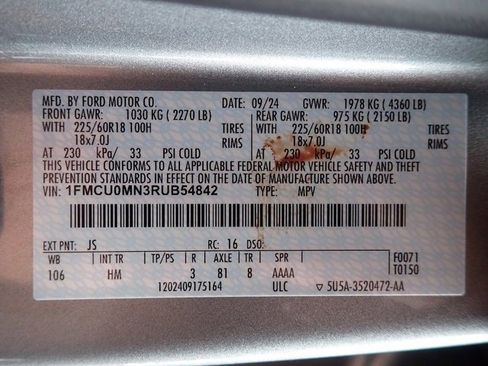 MFD. BY FORD MOTOR CO. DATE: 09/24 GVWR: 1978 KG ( 4360 LB)
FRONT GAWR: 1030 KG ( 2270 LB) REAR GAWR: 975 KG ( 2150 LB)
WITH 225/60R18 100H TIRES WITH 225/60R18 100H TIRES
18x7.0J RIMS 18x7.0J RIMS
AT 230 kPa/ 33 PSI COLD AT 230 kPa/ 33 PSI COLD
THIS VEHICLE CONFORMS TO ALL APPLICABLE FEDERAL MOTOR VEHICLE SAFETY AND THEFT
PREVENTION STANDARDS IN EFFECT ON THE DATE OF MANUFACTURE SHOWN ABOVE.
VIN: 1FMCU0MN3RUB54842 TYPE: MPV
EXT PNT: JS RC: 16 DSO:
WB INT TR TP/PS R AXLE TR SPR F0071
106 HM 3 81 8 AAAA T0150
1202409175164 ULC ▽ 5U5A-3520472-AA